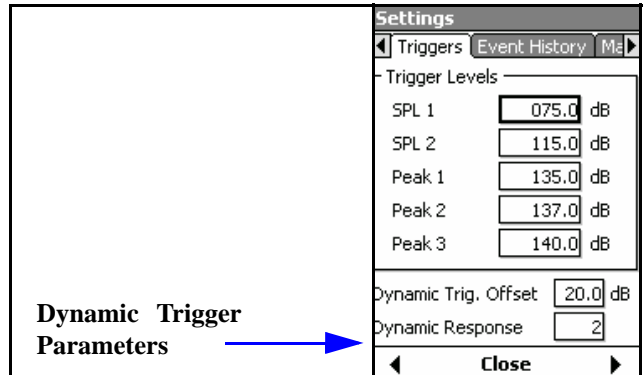 Settings
Triggers Event History Ma
Trigger Levels
SPL 1 075.0 dB
SPL 2 115.0 dB
Peak 1 135.0 dB
Peak 2 137.0 dB
Peak 3 140.0 dB
Dynamic Trig. Offset 20.0 dB
Dynamic Response 2
Close
Dynamic Trigger
Parameters